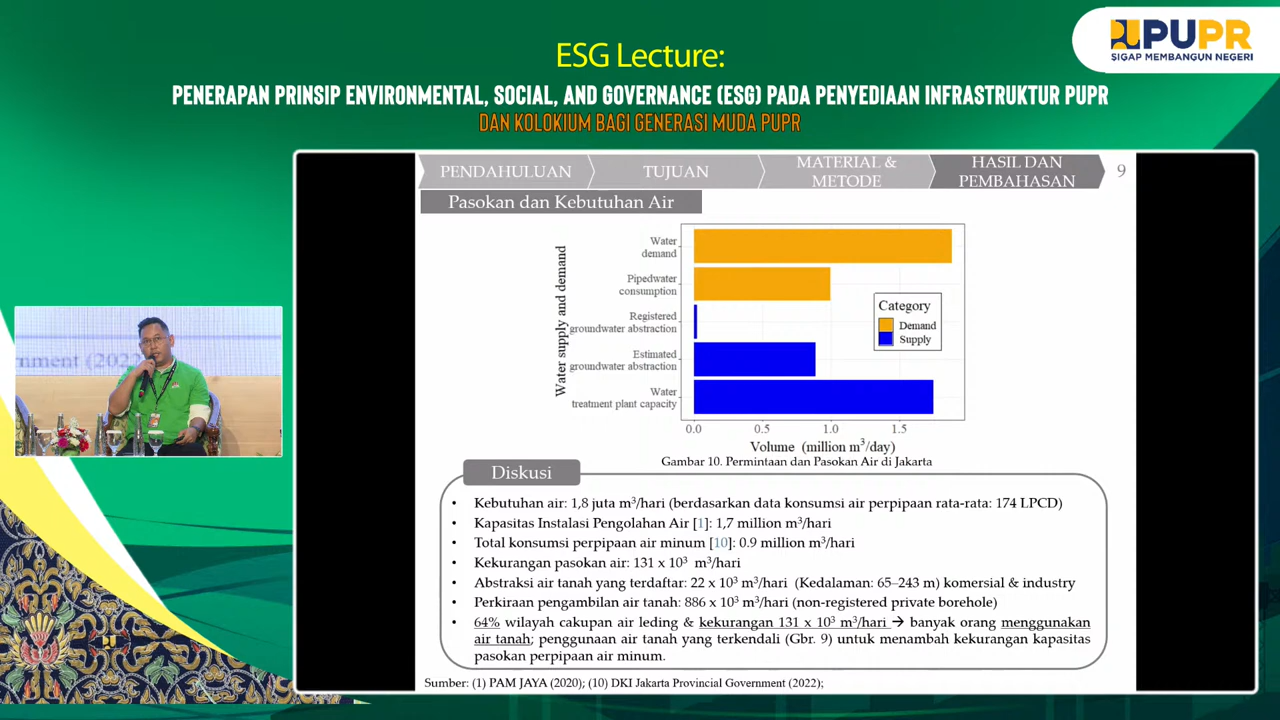 ESG Lecture:
PENERAPAN PRINSIP ENVIRONMENTAL, SOCIAL, AND GOVERNANCE (ESG) PADA PENYEDIAAN INFRASTRUKTUR PUPR
DAN KOLOKIUM BAGI GENERASI MUDA PUPR
PUPR
SIGAP MEMBANGUN NEGERI
PENDAHULUAN
TUJUAN
MATERIAL &
METODE
HASIL DAN
PEMBAHASAN
9
Pasokan dan Kebutuhan Air
Water supply and demand
Water
demand
Pipedwater
consumption
Registered
groundwater abstraction
Estimated
groundwater abstraction
Water
treatment plant capacity
Category
Demand
Supply
0.0 0.5 1.0 1.5
Volume (million m³/day)
Gambar 10. Permintaan dan Pasokan Air di Jakarta
Diskusi
• Kebutuhan air: 1,8 juta m³/hari (berdasarkan data konsumsi air perpipaan rata-rata: 174 LPCD)
• Kapasitas Instalasi Pengolahan Air [1]: 1,7 million m³/hari
• Total konsumsi perpipaan air minum [10]: 0.9 million m³/hari
• Kekurangan pasokan air: 131 x 10³ m³/hari
• Abstraksi air tanah yang terdaftar: 22 x 10³ m³/hari (Kedalaman: 65–243 m) komersial & industry
• Perkiraan pengambilan air tanah: 886 x 10³ m³/hari (non-registered private borehole)
• 64% wilayah cakupan air leding & kekurangan 131 x 10³ m³/hari → banyak orang menggunakan
air tanah; penggunaan air tanah yang terkendali (Gbr. 9) untuk menambah kekurangan kapasitas
pasokan perpipaan air minum.
Sumber: (1) PAM JAYA (2020); (10) DKI Jakarta Provincial Government (2022);
rnment (202